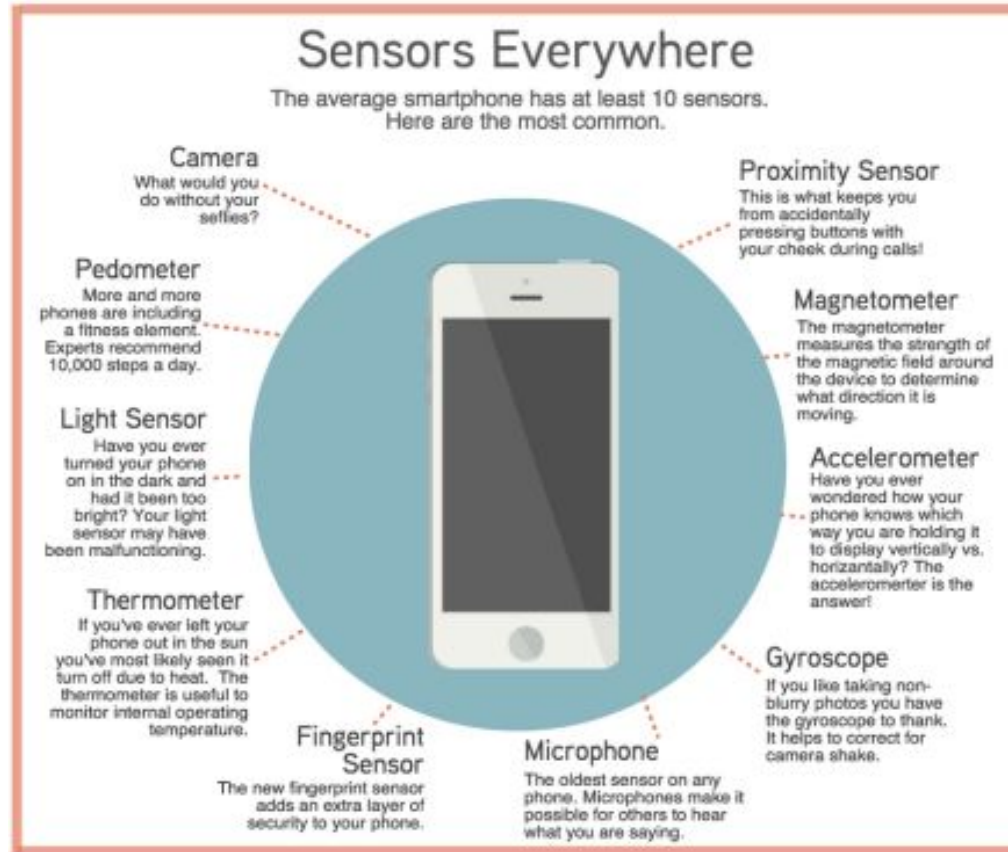 Sensors Everywhere
The average smartphone has at least 10 sensors.
Here are the most common.
Camera
What would you
do without your
seflies?
Pedometer
More and more
phones are including
a fitness element.
Experts recommend
10,000 steps a day.
Light Sensor
Have you ever
turned your phone
on in the dark and
had it been too
bright? Your light
sensor may have
been malfunctioning.
Thermometer
If you've ever left your
phone out in the sun
you've most likely seen it
turn off due to heat. The
thermometer is useful to
monitor internal operating
temperature.
Fingerprint
Sensor
The new fingerprint sensor
adds an extra layer of
security to your phone.
Proximity Sensor
This is what keeps you
from accidentally
pressing buttons with
your cheek during calls!
Magnetometer
The magnetometer
measures the strength of
the magnetic field around
the device to determine
what direction it is
moving.
Accelerometer
Have you ever
wondered how your
phone knows which
way you are holding it
to display vertically vs.
horizantally? The
acceleromerter is the
answer!
Gyroscope
If you like taking non-
blurry photos you have
the gyroscope to thank.
It helps to correct for
camera shake.
Microphone
The oldest sensor on any
phone. Microphones make it
possible for others to hear
what you are saying.